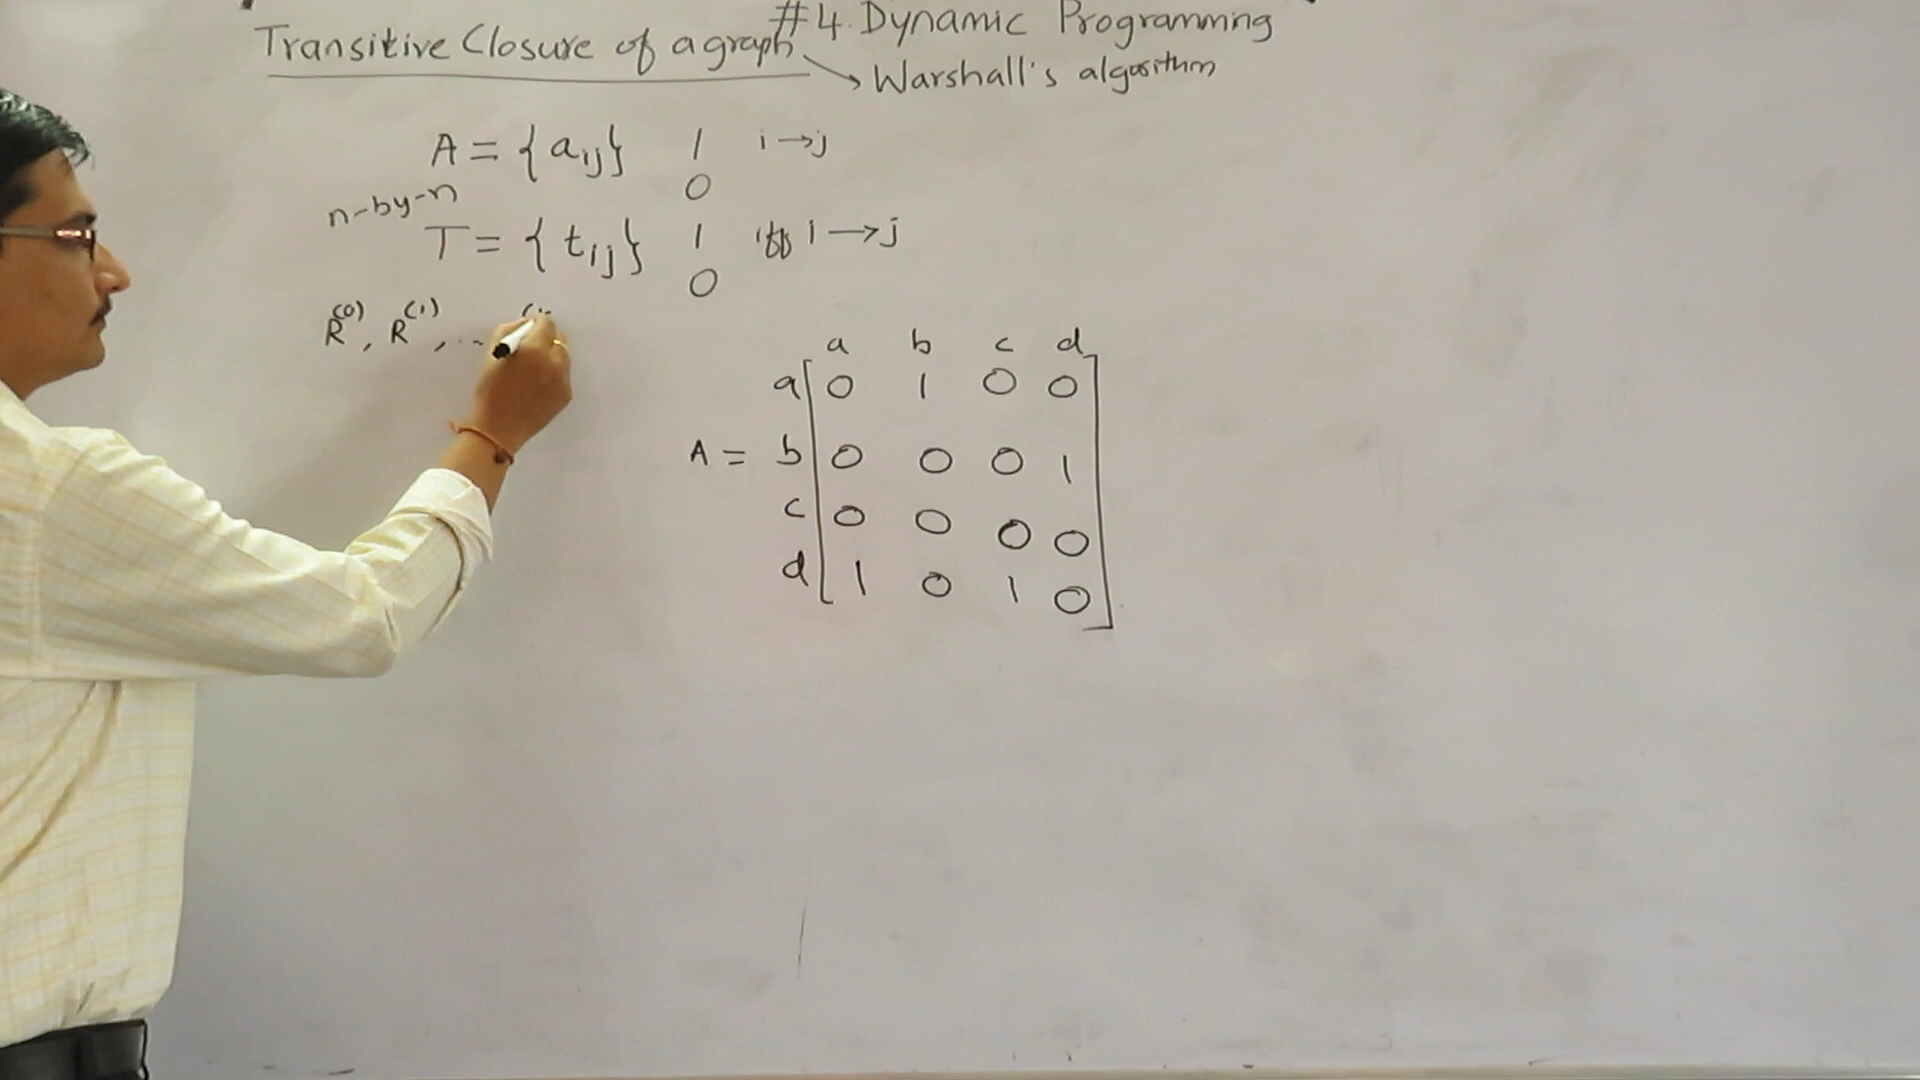 #4. Dynamic Programming
Transitive Closure of a graph
Warshall's algorithm
A = {aij} 1 i→j
0
n-by-n
T = {tij} 1 iff i→j
0
R(0), R(1), ...
a b c d
a 0 1 0 0
A = b 0 0 0 1
c 0 0 0 0
d 1 0 1 0